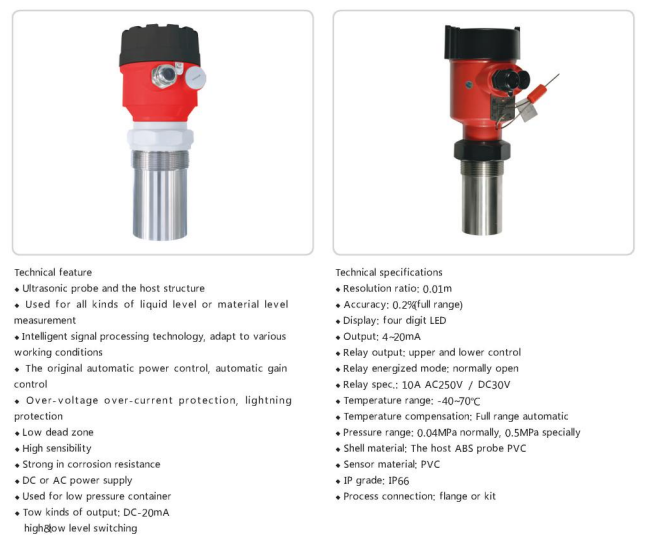 Technical feature
◆ Ultrasonic probe and the host structure
◆ Used for all kinds of liquid level or material level
measurement
◆ Intelligent signal processing technology, adapt to various
working conditions
◆ The original automatic power control, automatic gain
control
◆ Over-voltage over-current protection, lightning
protection
◆ Low dead zone
◆ High sensibility
◆ Strong in corrosion resistance
◆ DC or AC power supply
◆ Used for low pressure container
◆ Tow kinds of output: DC-20mA
high&low level switching
Technical specifications
◆ Resolution ratio: 0.01m
◆ Accuracy: 0.2%(full range)
◆ Display: four digit LED
◆ Output: 4~20mA
◆ Relay output: upper and lower control
◆ Relay energized mode: normally open
◆ Relay spec.: 10A AC250V / DC30V
◆ Temperature range: -40~70℃
◆ Temperature compensation: Full range automatic
◆ Pressure range: 0.04MPa normally, 0.5MPa specially
◆ Shell material: The host ABS probe PVC
◆ Sensor material: PVC
◆ IP grade: IP66
◆ Process connection: flange or kit